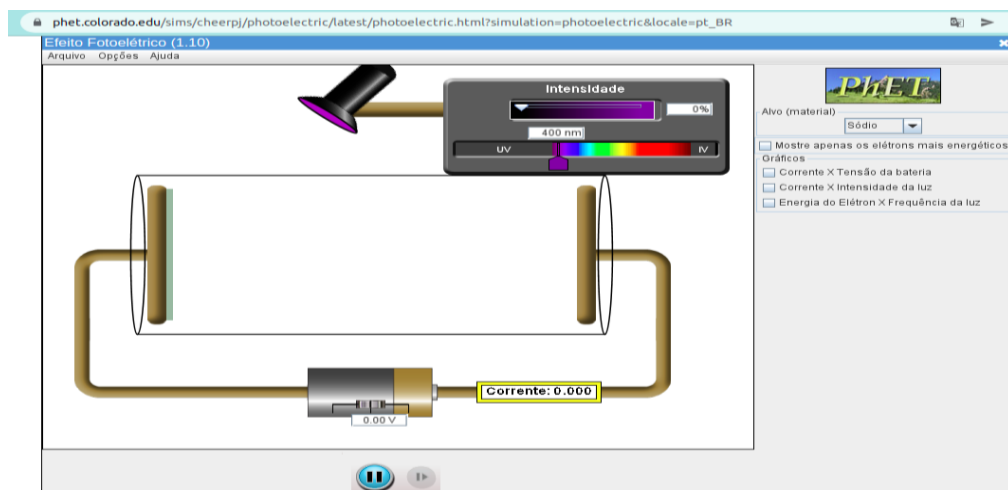 phet.colorado.edu/sims/cheerpj/photoelectric/latest/photoelectric.html?simulation=photoelectric&locale=pt_BR
Efeito Fotoelétrico (1.10)
Arquivo Opções Ajuda
Intensidade
0%
400 nm
UV
IV
PhET
Alvo (material)
Sódio
Mostre apenas os elétrons mais energéticos
Gráficos
Corrente X Tensão da bateria
Corrente X Intensidade da luz
Energia do Elétron X Frequência da luz
Corrente: 0.000
0.00 V